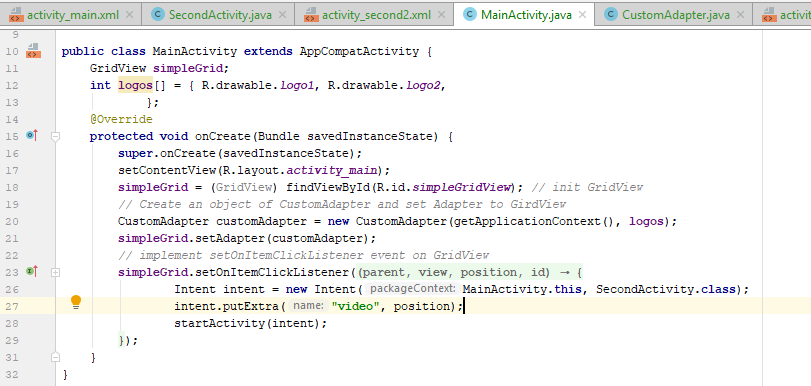 activity_main.xml × SecondActivity.java × activity_second2.xml × MainActivity.java × CustomAdapter.java × activit
9
10 public class MainActivity extends AppCompatActivity {
11 GridView simpleGrid;
12 int logos[] = { R.drawable.logo1, R.drawable.logo2,
13 };
14 @Override
15 protected void onCreate(Bundle savedInstanceState) {
16 super.onCreate(savedInstanceState);
17 setContentView(R.layout.activity_main);
18 simpleGrid = (GridView) findViewById(R.id.simpleGridView); // init GridView
19 // Create an object of CustomAdapter and set Adapter to GirdView
20 CustomAdapter customAdapter = new CustomAdapter(getApplicationContext(), logos);
21 simpleGrid.setAdapter(customAdapter);
22 // implement setOnItemClickListener event on GridView
23 simpleGrid.setOnItemClickListener((parent, view, position, id) → {
26 Intent intent = new Intent( packageContext: MainActivity.this, SecondActivity.class);
27 intent.putExtra( name: "video", position);
28 startActivity(intent);
29 });
31 }
32 }